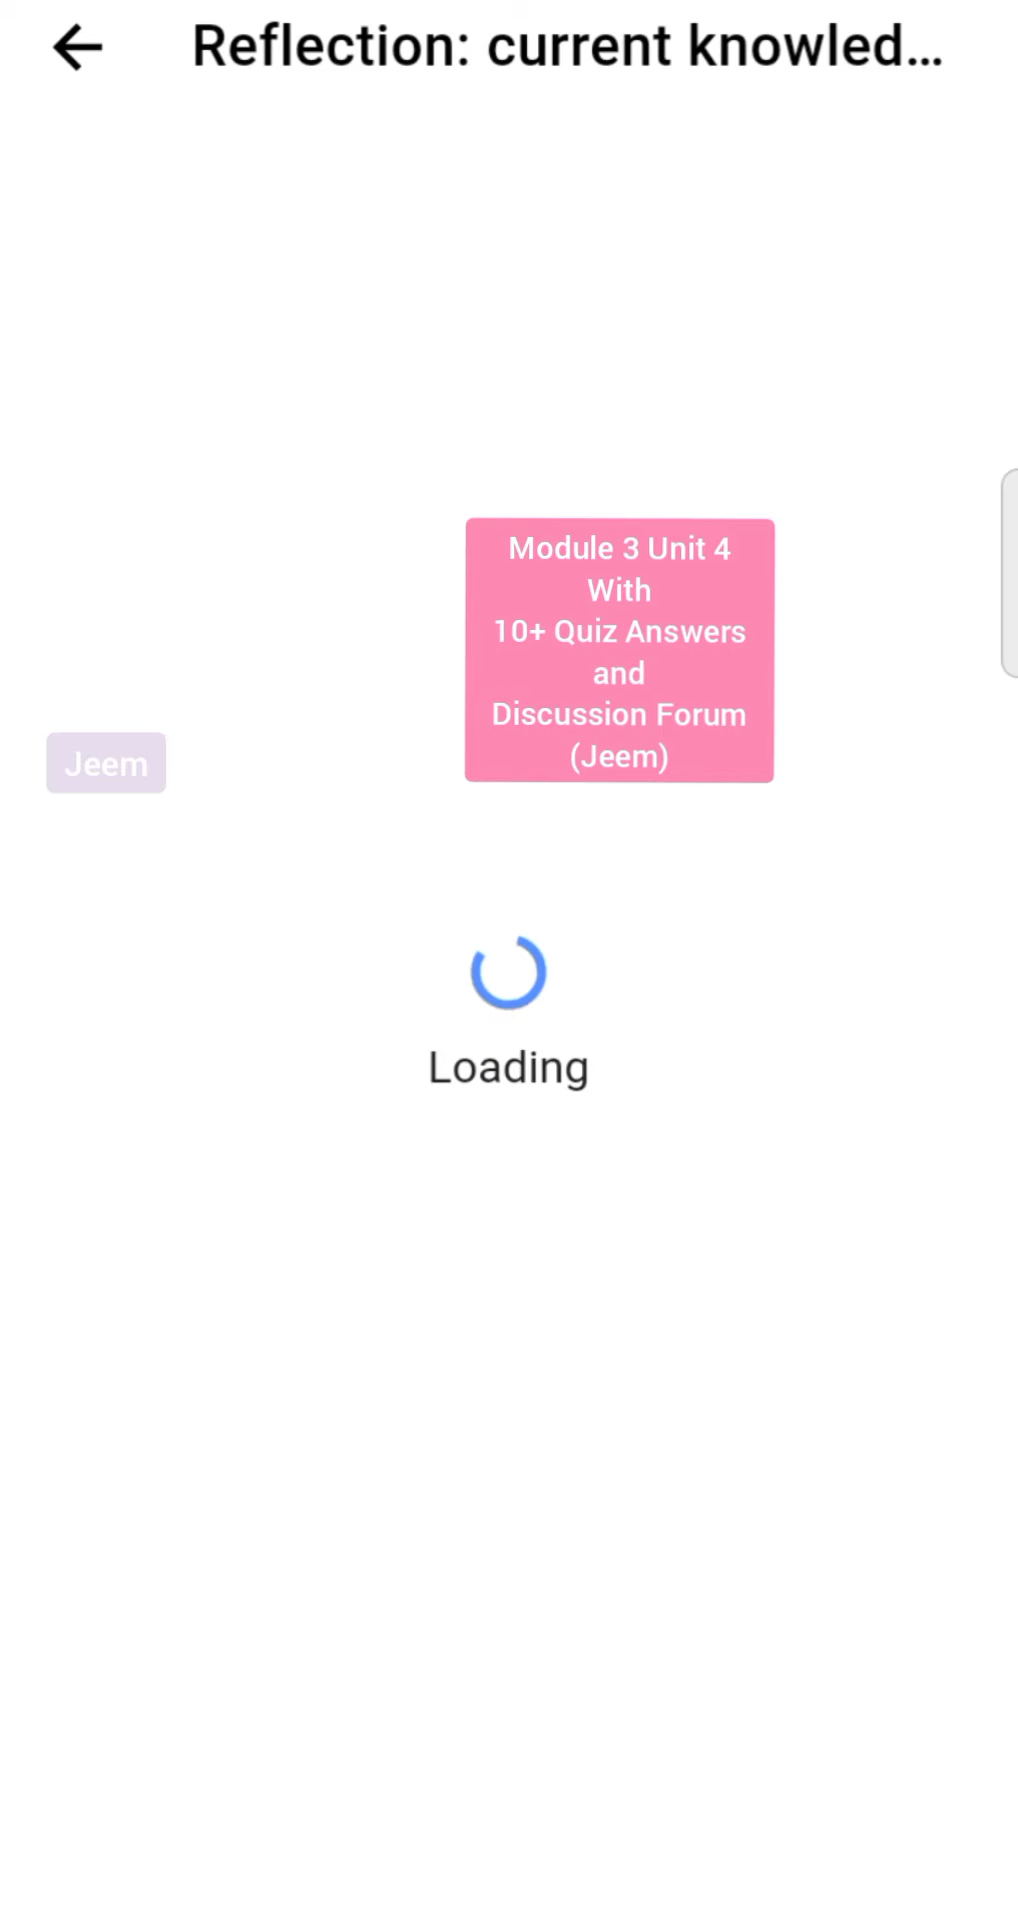 Reflection: current knowled...
Module 3 Unit 4
With
10+ Quiz Answers
and
Discussion Forum
(Jeem)
Jeem
Loading